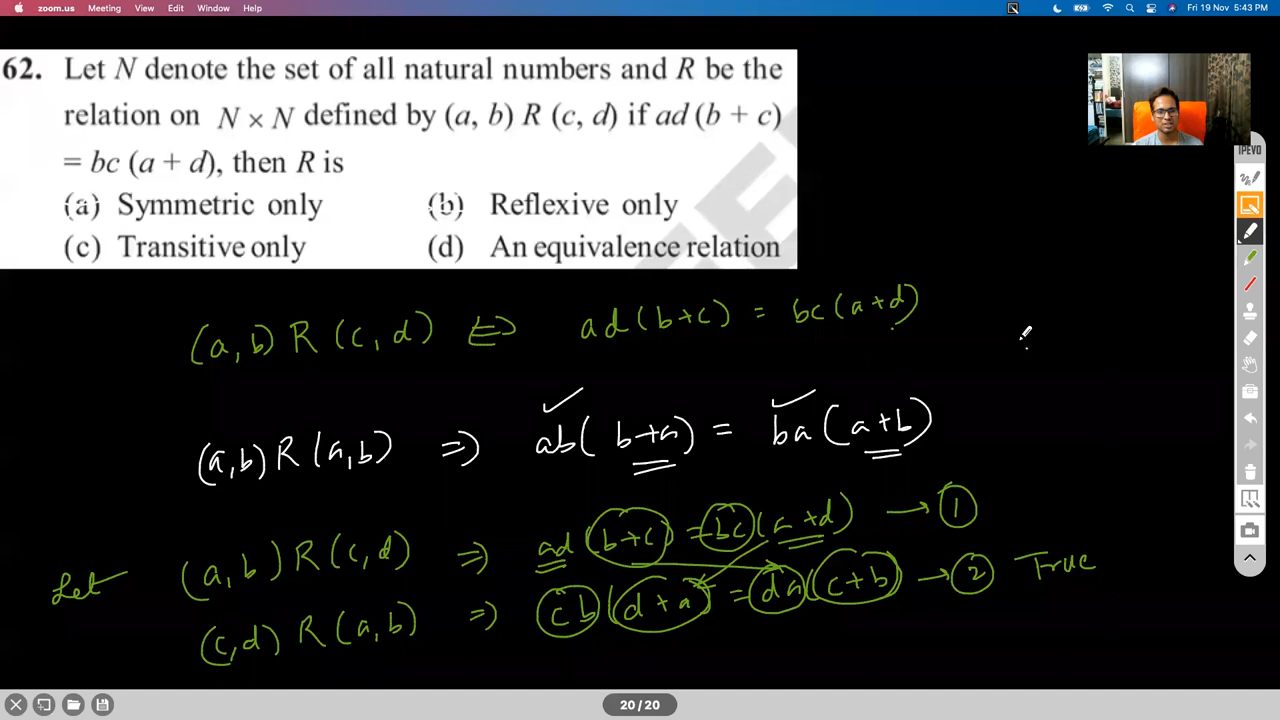 zoom.us Meeting View Edit Window Help Fri 19 Nov 5:43 PM
62. Let N denote the set of all natural numbers and R be the
relation on N × N defined by (a, b) R (c, d) if ad (b + c)
= bc (a + d), then R is
(a) Symmetric only (b) Reflexive only
(c) Transitive only (d) An equivalence relation
IPEVO
(a, b) R (c, d) ⇔ ad (b+c) = bc (a+d)
(a,b) R (a,b) ⇒ ab( b+a) = ba (a+b)
(a,b) R (c,d) ⇒ ad (b+c) = bc (a+d) → 1
Let
(c,d) R (a,b) ⇒ cb (d+a) = da (c+b) → 2 True
20 / 20